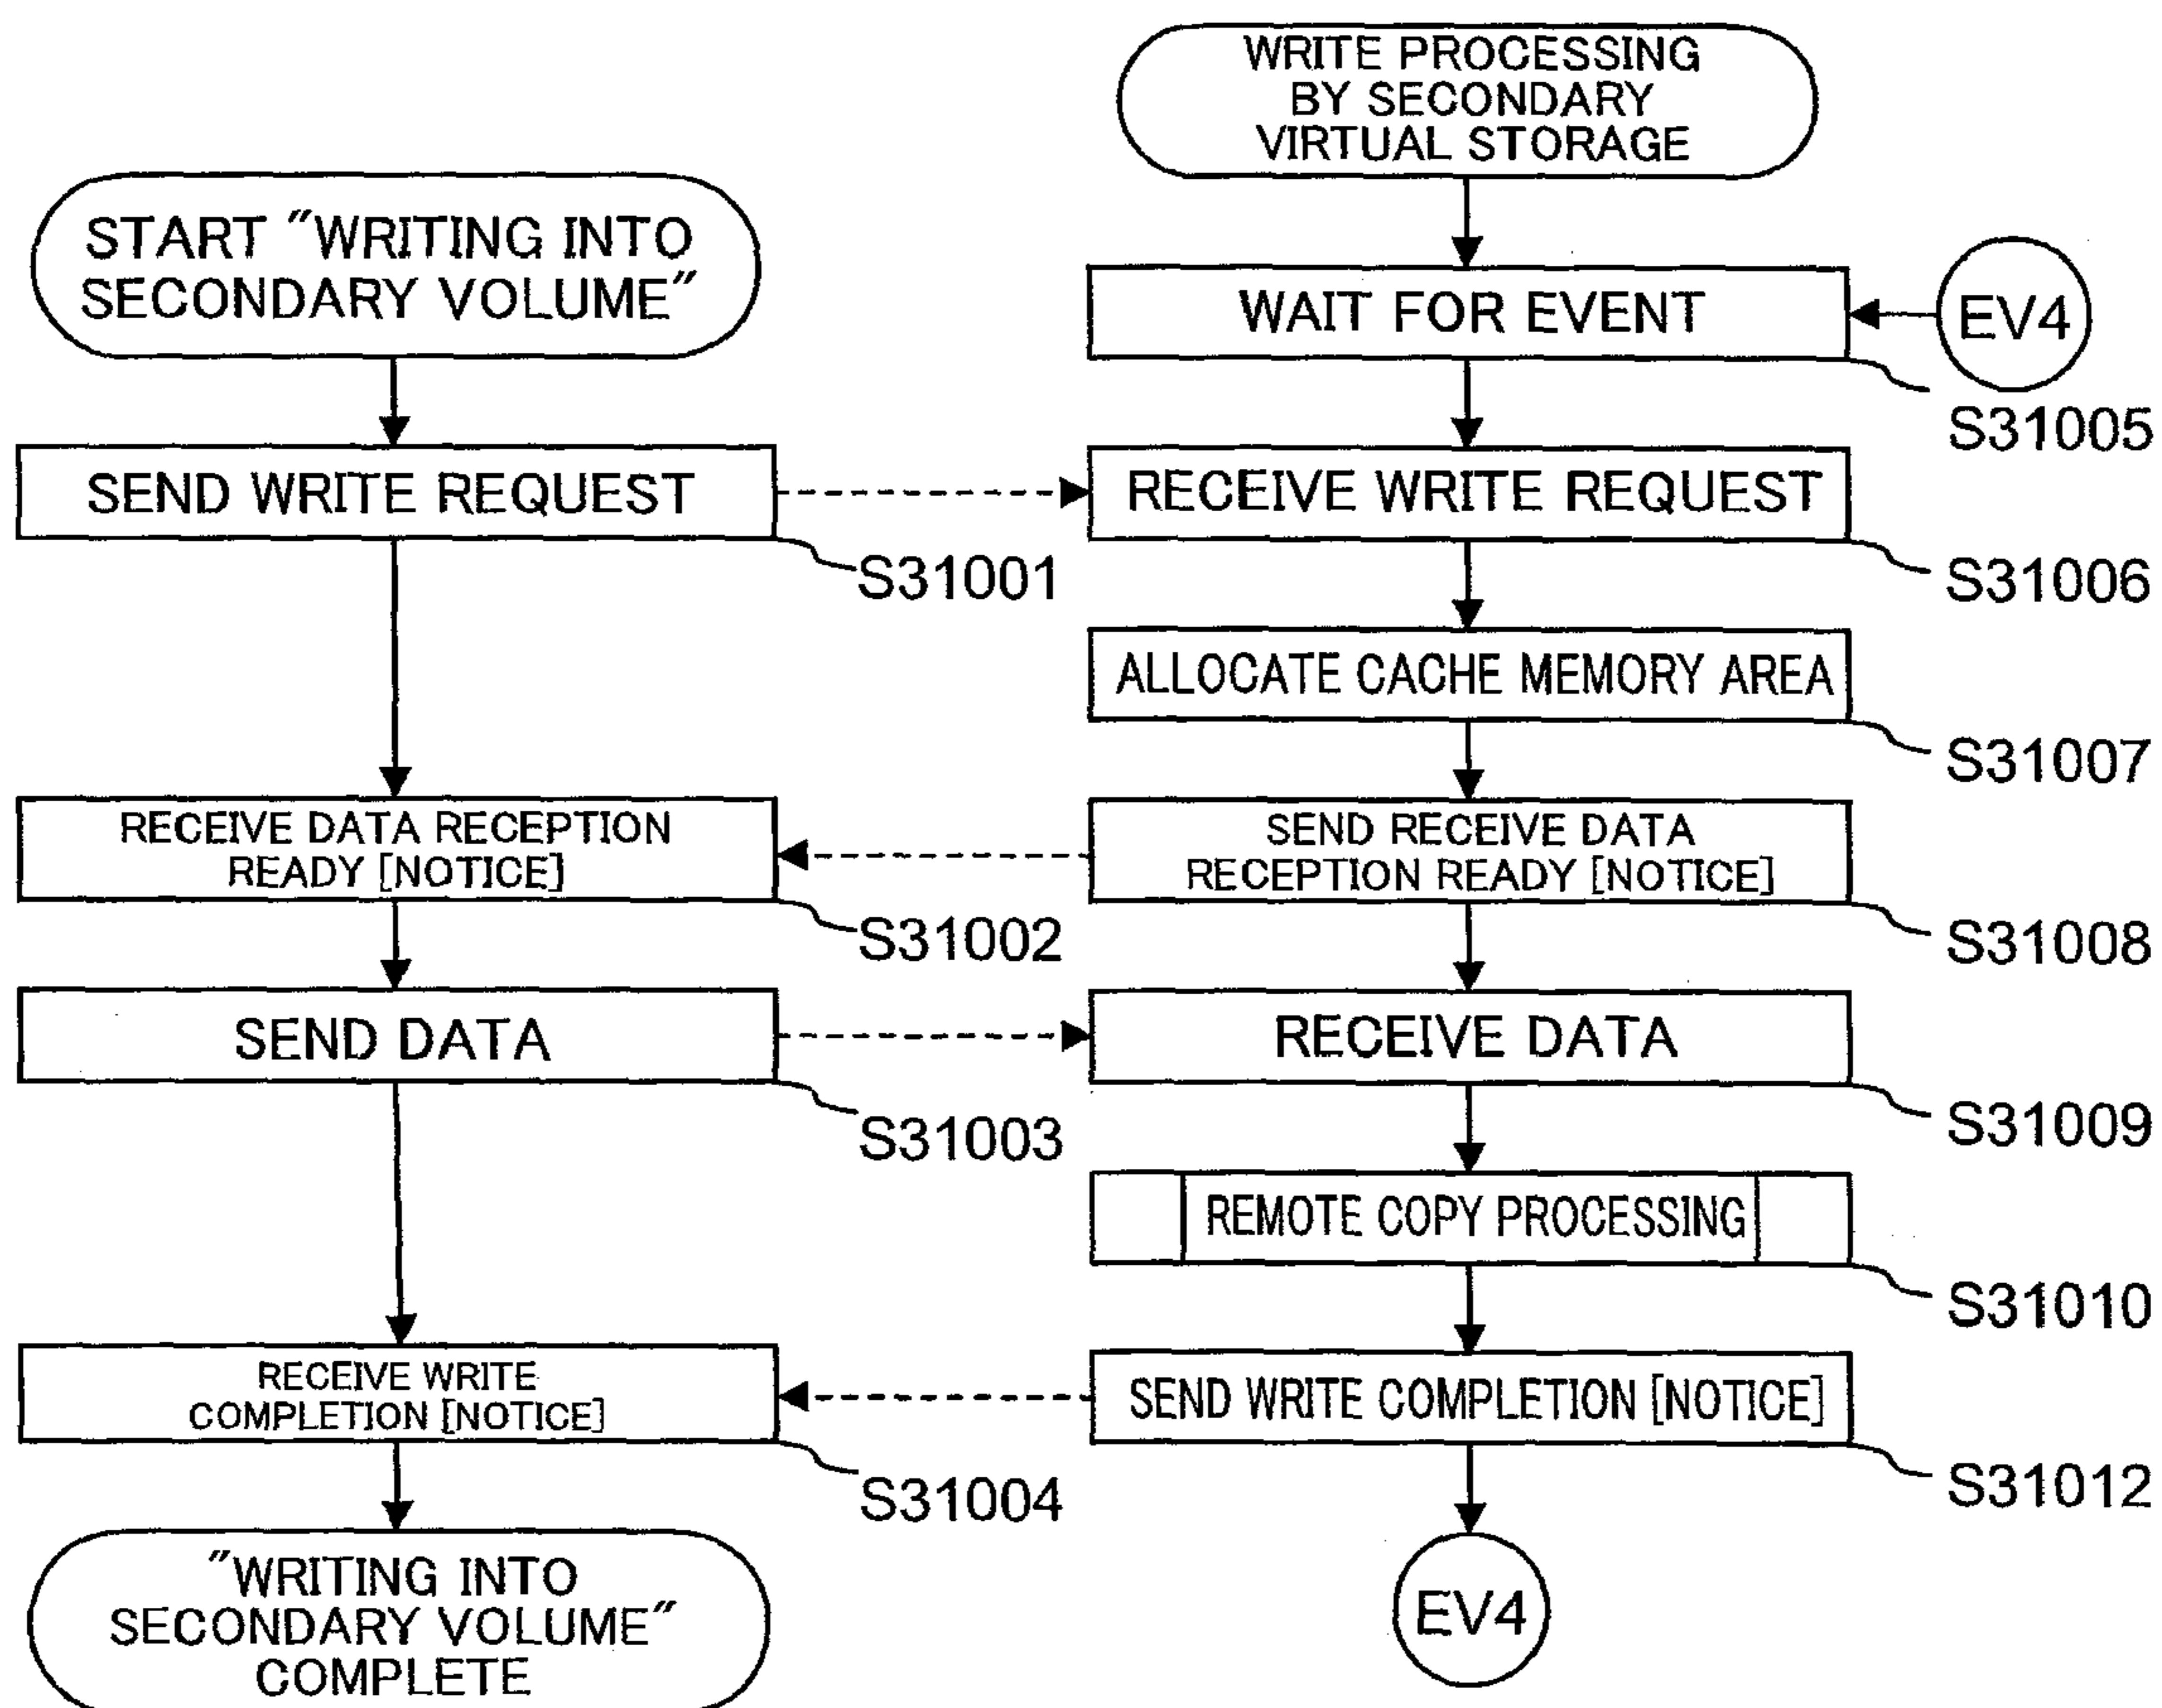 START "WRITING INTO
SECONDARY VOLUME"
SEND WRITE REQUEST
S31001
RECEIVE DATA RECEPTION
READY [NOTICE]
S31002
SEND DATA
S31003
RECEIVE WRITE
COMPLETION [NOTICE]
S31004
"WRITING INTO
SECONDARY VOLUME"
COMPLETE
WRITE PROCESSING
BY SECONDARY
VIRTUAL STORAGE
WAIT FOR EVENT
EV4
S31005
RECEIVE WRITE REQUEST
S31006
ALLOCATE CACHE MEMORY AREA
S31007
SEND RECEIVE DATA
RECEPTION READY [NOTICE]
S31008
RECEIVE DATA
S31009
REMOTE COPY PROCESSING
S31010
SEND WRITE COMPLETION [NOTICE]
S31012
EV4